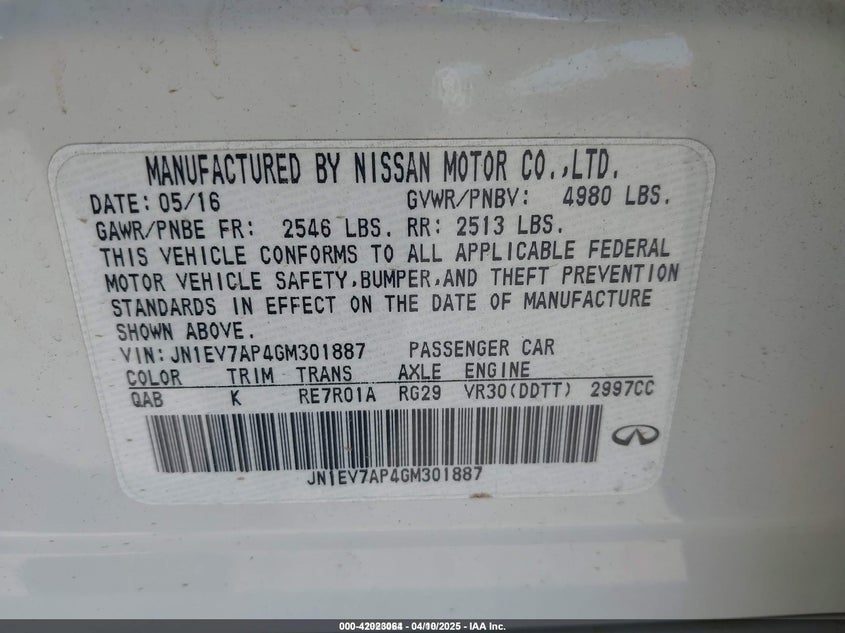 MANUFACTURED BY NISSAN MOTOR CO.,LTD.
DATE: 05/16 GVWR/PNBV: 4980 LBS.
GAWR/PNBE FR: 2546 LBS. RR: 2513 LBS.
THIS VEHICLE CONFORMS TO ALL APPLICABLE FEDERAL
MOTOR VEHICLE SAFETY,BUMPER,AND THEFT PREVENTION
STANDARDS IN EFFECT ON THE DATE OF MANUFACTURE
SHOWN ABOVE.
VIN: JN1EV7AP4GM301887 PASSENGER CAR
COLOR TRIM TRANS AXLE ENGINE
QAB K RE7R01A RG29 VR30(DDTT) 2997CC
JN1EV7AP4GM301887
- IAA Inc.